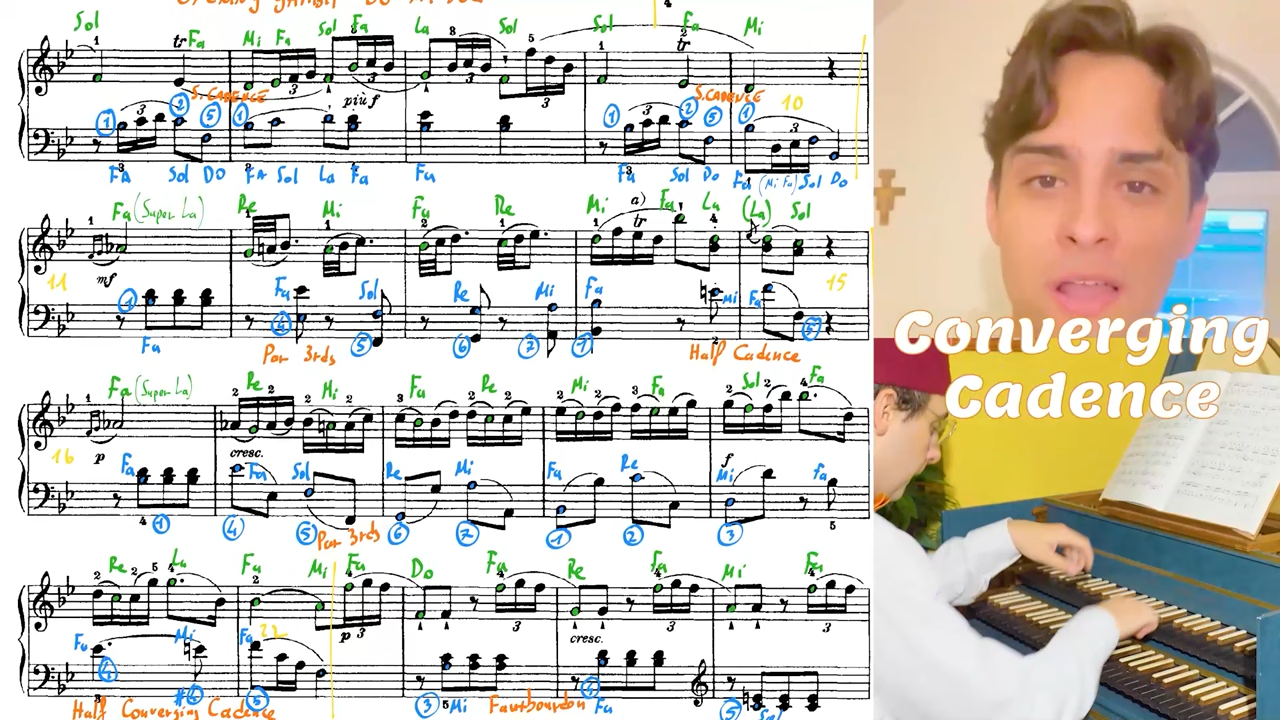 Sol tr Fa Mi Fa Sol Fa La Sol Sol Fa tr Mi
S. CADENCE S. CADENCE
più f
10
FA Sol DO FA Sol La Fa Fa Fa Sol Do Fa (Mi Fa) Sol Do
Fa (Super La) Re Mi Fa Re Mi a) tr Fa La (La) Sol
mf
11 Fa Sol Re Mi Fa Mi Fa 15
Fa Par 3rds Half Cadence
Fa (Super La) Re Mi Fa Re Mi Fa Sol Fa
p cresc. f
16 Fa Fa Sol Re Mi Fa Re Mi Fa
Par 3rds
Re La Fa Mi Fa Do Fa Re Fa Mi Fa
p cresc.
Fa Mi Fa 22
Half Converging Cadence Mi Fauxbourdon Fa Sol
Converging
Cadence